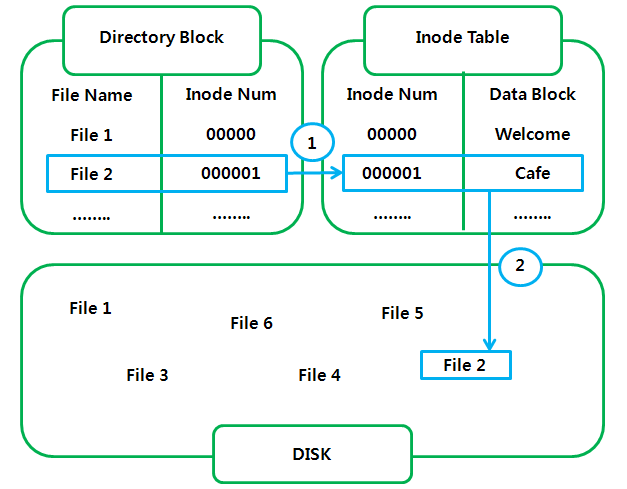 Directory Block
Inode Table
File Name Inode Num
Inode Num Data Block
File 1 00000
00000 Welcome
1
File 2 000001
000001 Cafe
........ ........
........ ........
2
File 1
File 6
File 5
File 3
File 4
File 2
DISK